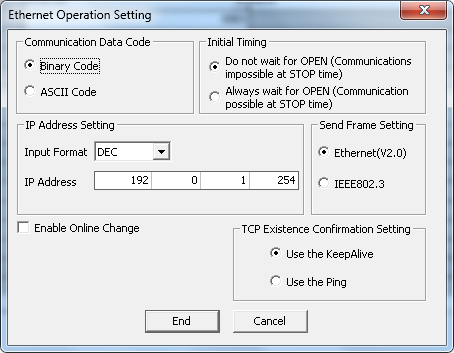 Ethernet Operation Setting
Communication Data Code
Binary Code
ASCII Code
Initial Timing
Do not wait for OPEN (Communications
impossible at STOP time)
Always wait for OPEN (Communication
possible at STOP time)
IP Address Setting
Input Format DEC
IP Address 192 0 1 254
Send Frame Setting
Ethernet(V2.0)
IEEE802.3
Enable Online Change
TCP Existence Confirmation Setting
Use the KeepAlive
Use the Ping
End Cancel